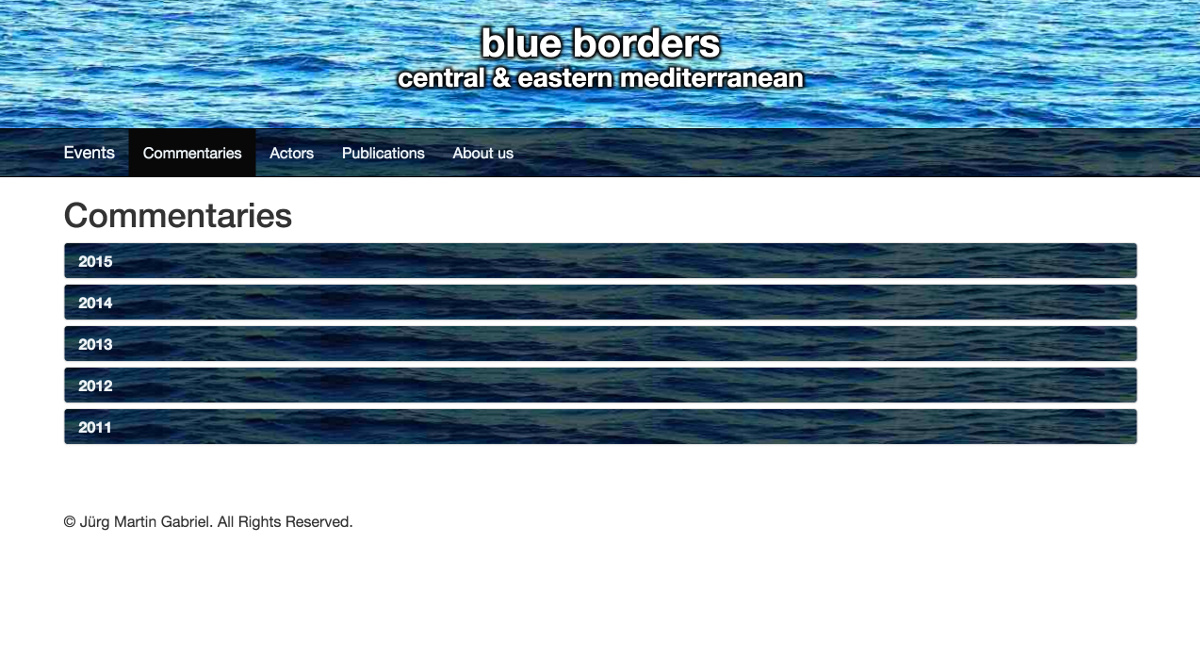 blue borders
central & eastern mediterranean
Events Commentaries Actors Publications About us
Commentaries
2015
2014
2013
2012
2011
© Jürg Martin Gabriel. All Rights Reserved.